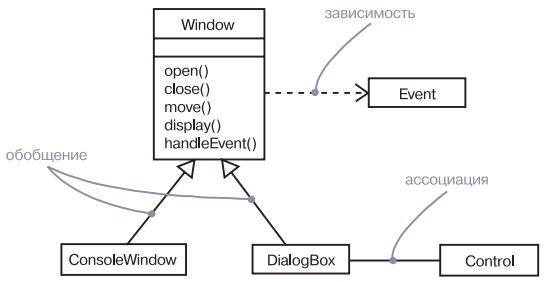 Window
зависимость
open()
close()
move()
display()
handleEvent()
Event
обобщение
ассоциация
ConsoleWindow
DialogBox
Control